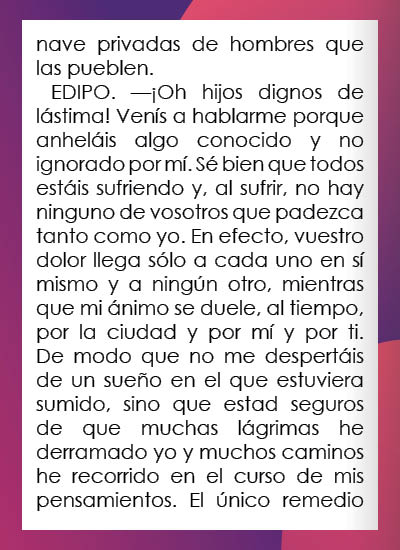 nave privadas de hombres que
las pueblen.
EDIPO. —¡Oh hijos dignos de
lástima! Venís a hablarme porque
anheláis algo conocido y no
ignorado por mí. Sé bien que todos
estáis sufriendo y, al sufrir, no hay
ninguno de vosotros que padezca
tanto como yo. En efecto, vuestro
dolor llega sólo a cada uno en sí
mismo y a ningún otro, mientras
que mi ánimo se duele, al tiempo,
por la ciudad y por mí y por ti.
De modo que no me despertáis
de un sueño en el que estuviera
sumido, sino que estad seguros
de que muchas lágrimas he
derramado yo y muchos caminos
he recorrido en el curso de mis
pensamientos. El único remedio